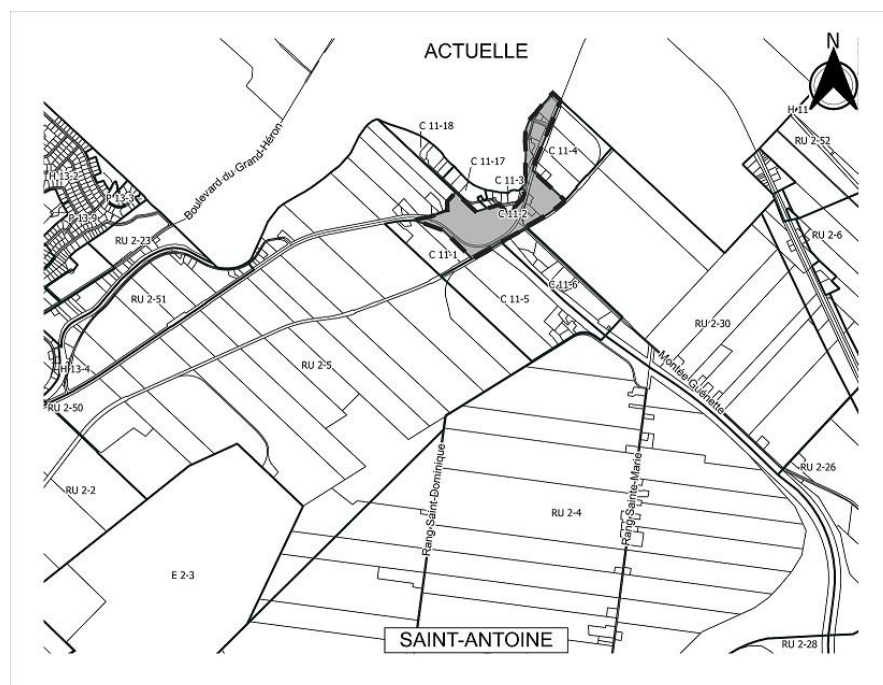 ACTUELLE
N
H 11
RU 2-52
C 11-18
C 11-4
C 11-17
C 11-3
Boulevard du Grand-Héron
H 13-2
P 13-3
P 13-9
C 11-2
RU 2-23
RU 2-6
C 11-1
C 11-6
RU 2-51
C 11-5
RU 2-30
RU 2-5
H 13-4
Montée Guénette
RU 2-50
RU 2-26
RU 2-2
Rang Saint-Dominique
Rang Sainte-Marie
RU 2-4
E 2-3
SAINT-ANTOINE
RU 2-28